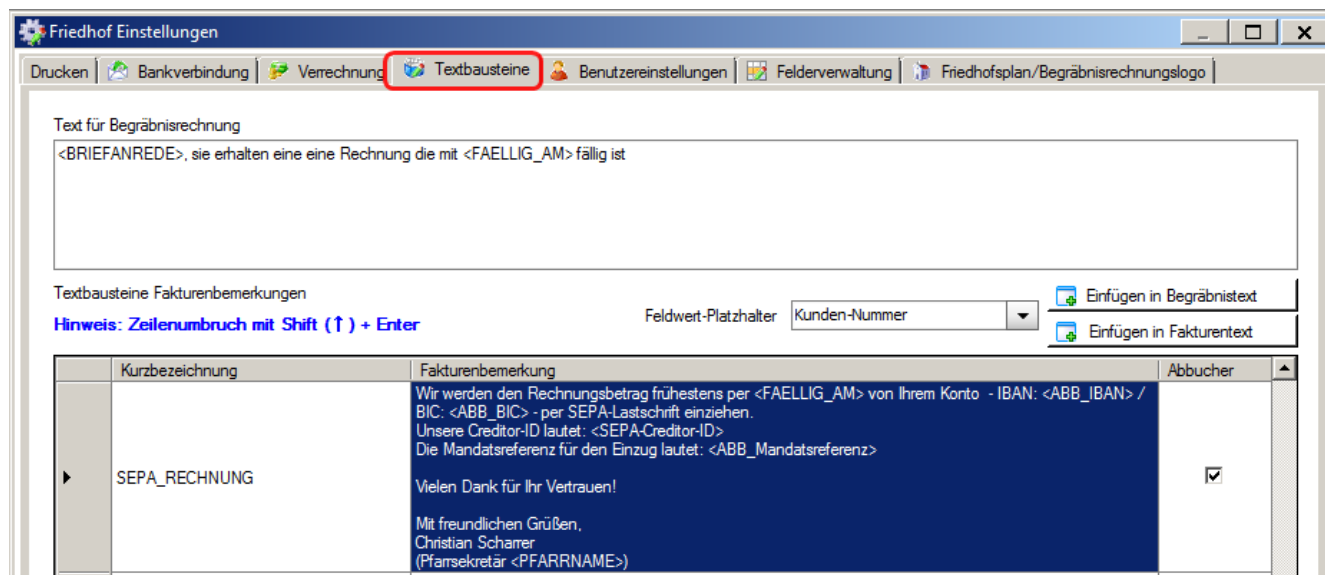 Friedhof Einstellungen
Drucken Bankverbindung Verrechnung Textbausteine Benutzereinstellungen Felderverwaltung Friedhofsplan/Begräbnisrechnungslogo
Text für Begräbnisrechnung
<BRIEFANREDE>, sie erhalten eine eine Rechnung die mit <FAELLIG_AM> fällig ist
Textbausteine Fakturenbemerkungen
Hinweis: Zeilenumbruch mit Shift (↑) + Enter
Feldwert-Platzhalter Kunden-Nummer
Einfügen in Begräbnistext
Einfügen in Fakturentext
Kurzbezeichnung Fakturenbemerkung Abbucher
SEPA_RECHNUNG
Wir werden den Rechnungsbetrag frühestens per <FAELLIG_AM> von Ihrem Konto - IBAN: <ABB_IBAN> /
BIC: <ABB_BIC> - per SEPA-Lastschrift einziehen.
Unsere Creditor-ID lautet: <SEPA-Creditor-ID>
Die Mandatsreferenz für den Einzug lautet: <ABB_Mandatsreferenz>
Vielen Dank für Ihr Vertrauen!
Mit freundlichen Grüßen,
Christian Scharrer
(Pfarrsekretär <PFARRNAME>)